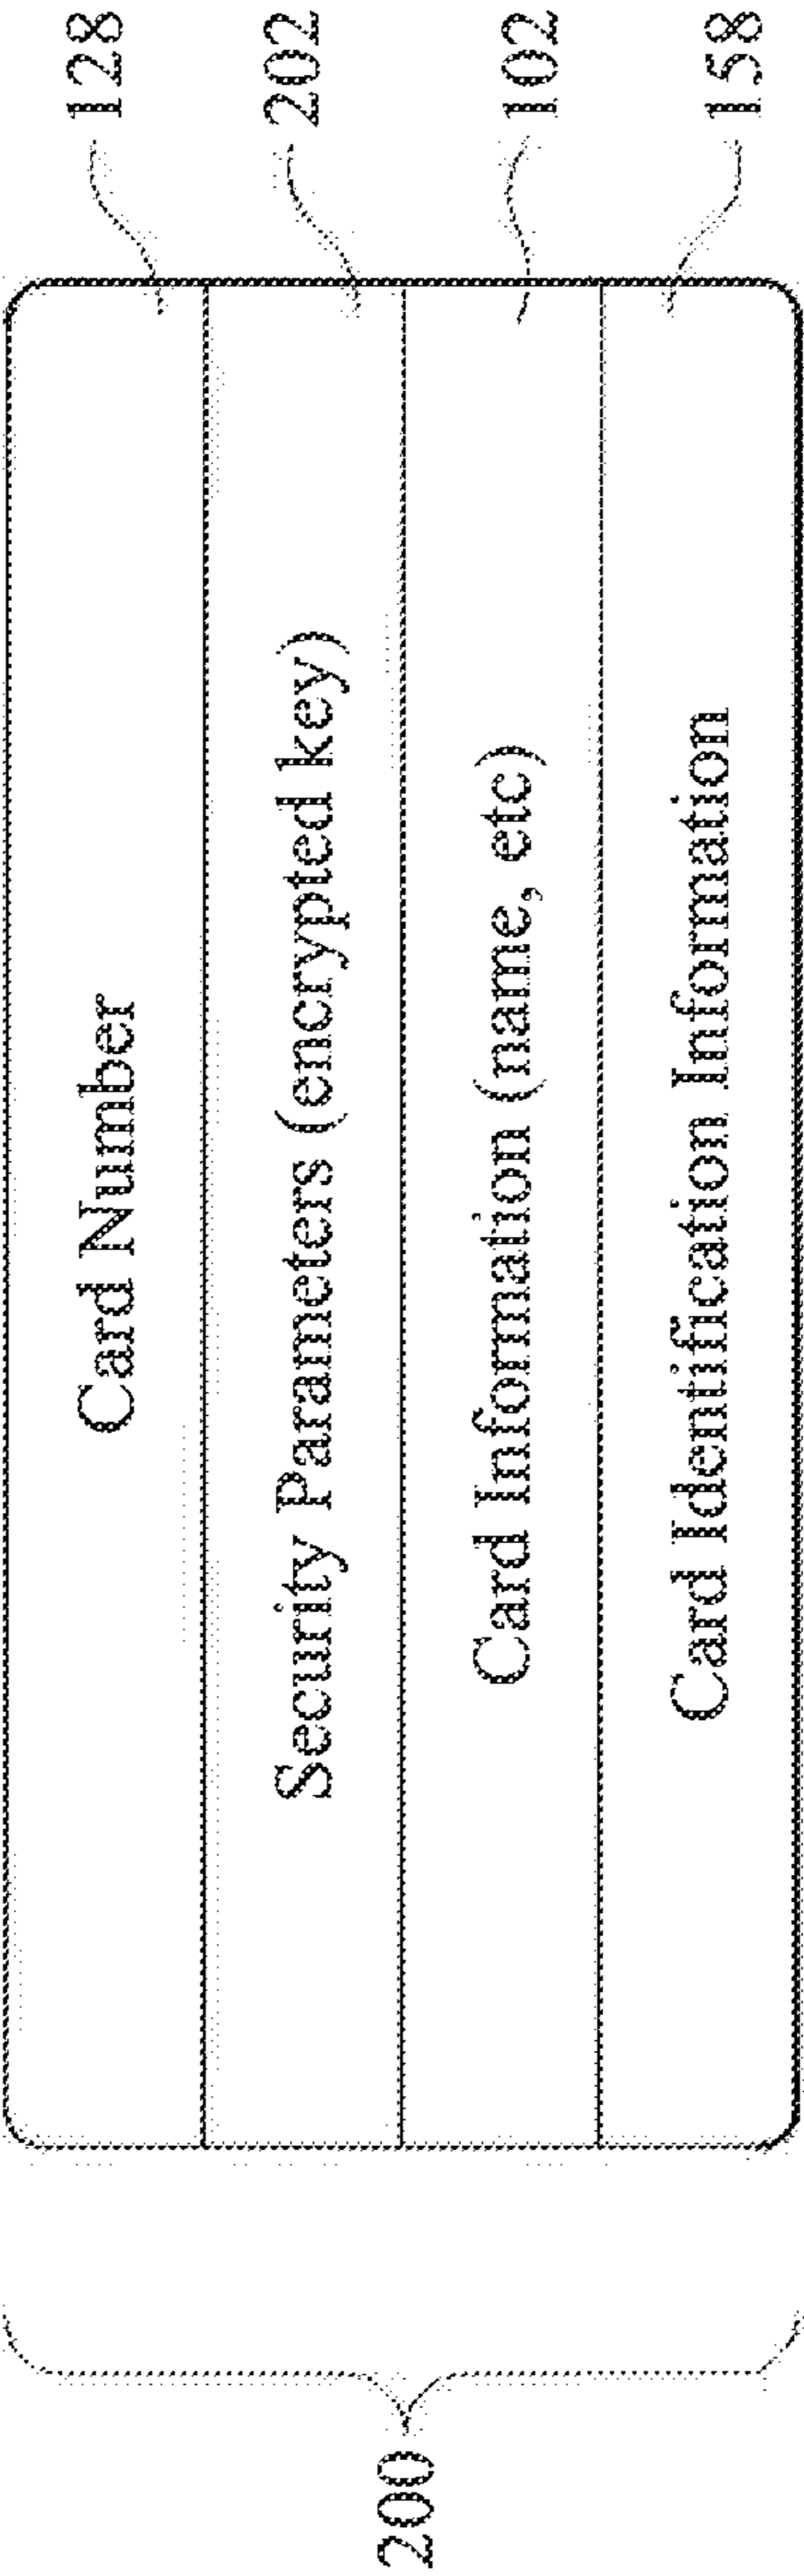 Card Number 128
Security Parameters (encrypted key) 202
Card Information (name, etc) 102
Card Identification Information 158
200